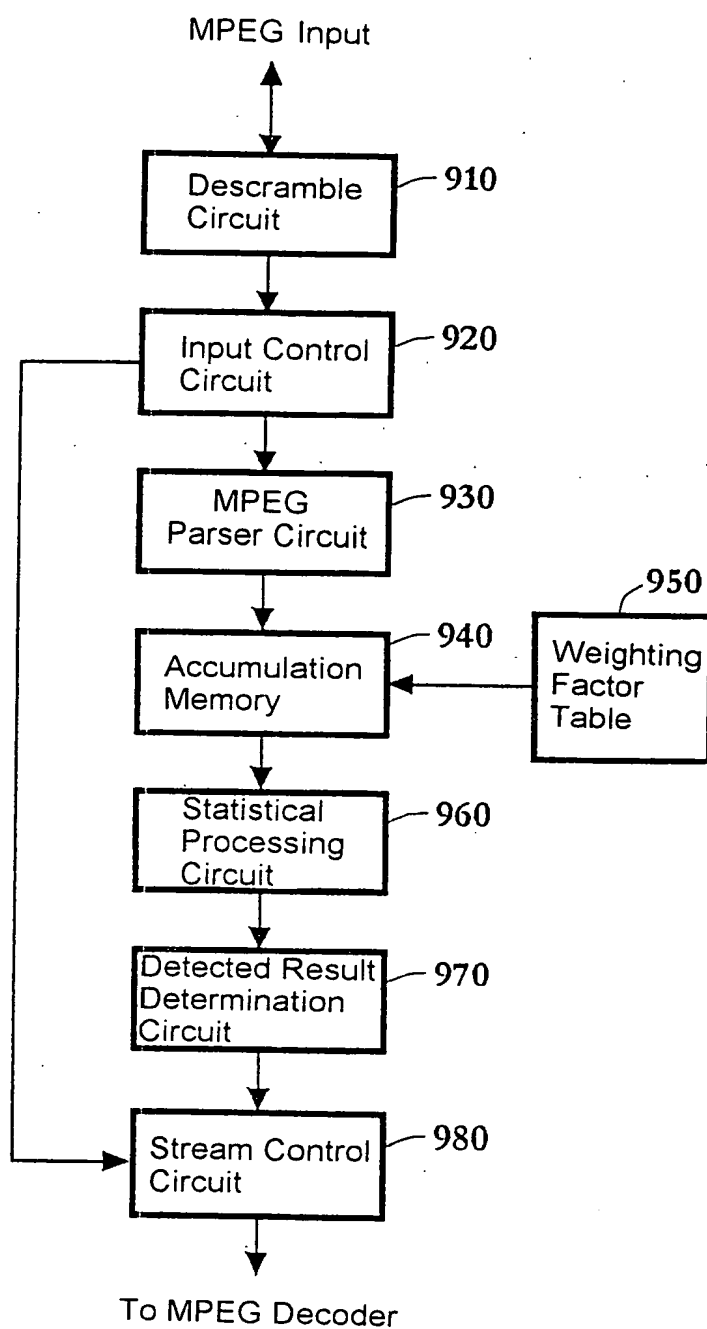 MPEG Input
Descramble
Circuit
910
Input Control
Circuit
920
MPEG
Parser Circuit
930
Accumulation
Memory
940
950
Weighting
Factor
Table
Statistical
Processing
Circuit
960
Detected Result
Determination
Circuit
970
Stream Control
Circuit
980
To MPEG Decoder